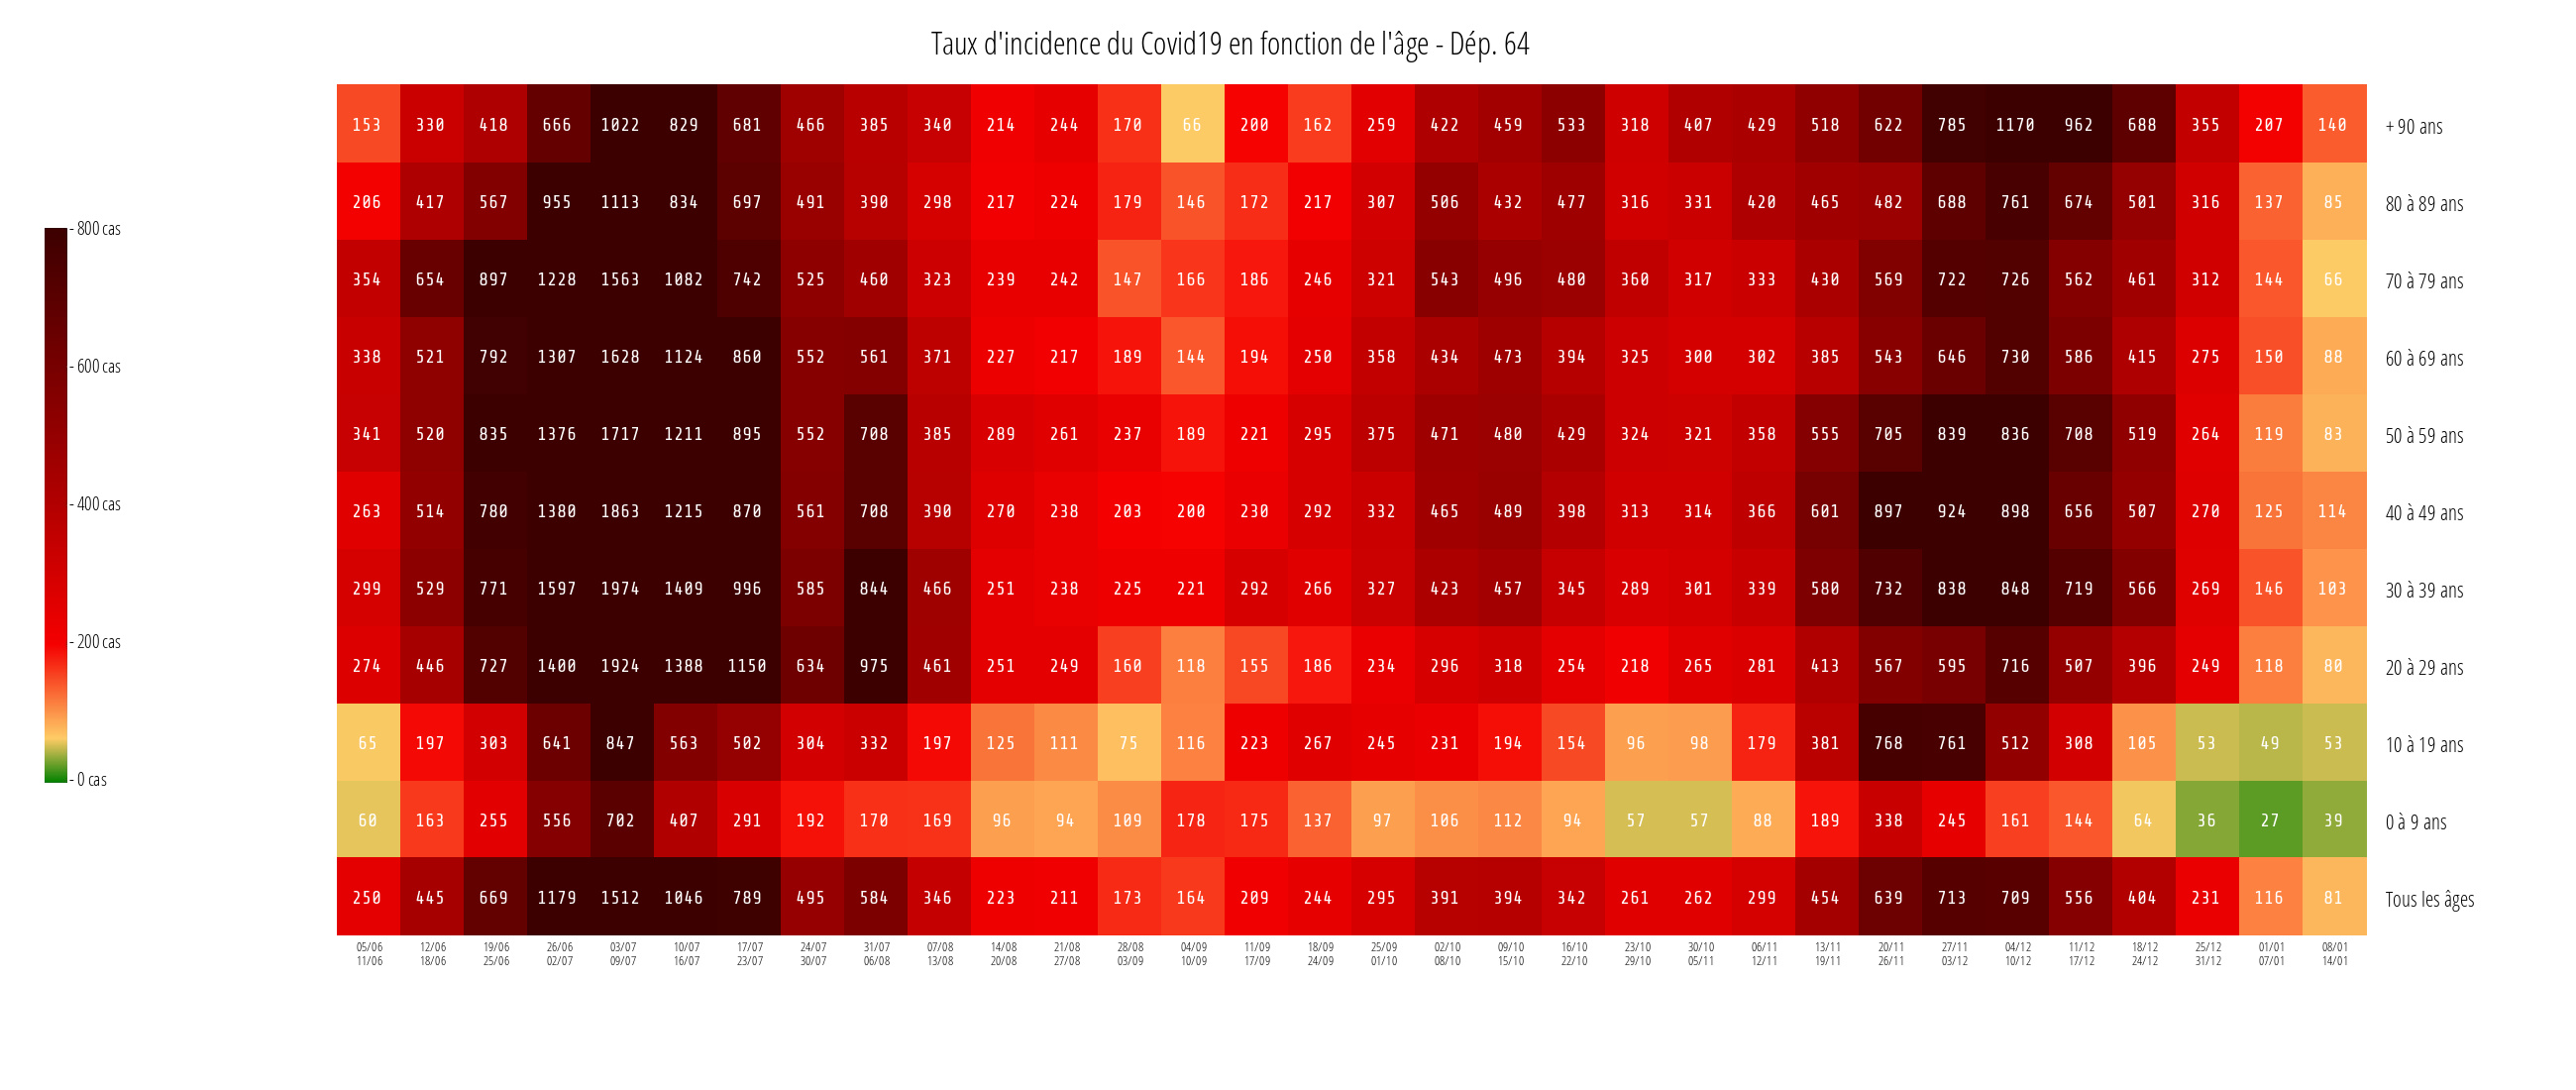 Taux d'incidence du Covid19 en fonction de l'âge - Dép. 64
- 800 cas
- 600 cas
- 400 cas
- 200 cas
- 0 cas
153 330 418 666 1022 829 681 466 385 340 214 244 170 66 200 162 259 422 459 533 318 407 429 518 622 785 1170 962 688 355 207 140 + 90 ans
206 417 567 955 1113 834 697 491 390 298 217 224 179 146 172 217 307 506 432 477 316 331 420 465 482 688 761 674 501 316 137 85 80 à 89 ans
354 654 897 1228 1563 1082 742 525 460 323 239 242 147 166 186 246 321 543 496 480 360 317 333 430 569 722 726 562 461 312 144 66 70 à 79 ans
338 521 792 1307 1628 1124 860 552 561 371 227 217 189 144 194 250 358 434 473 394 325 300 302 385 543 646 730 586 415 275 150 88 60 à 69 ans
341 520 835 1376 1717 1211 895 552 708 385 289 261 237 189 221 295 375 471 480 429 324 321 358 555 705 839 836 708 519 264 119 83 50 à 59 ans
263 514 780 1380 1863 1215 870 561 708 390 270 238 203 200 230 292 332 465 489 398 313 314 366 601 897 924 898 656 507 270 125 114 40 à 49 ans
299 529 771 1597 1974 1409 996 585 844 466 251 238 225 221 292 266 327 423 457 345 289 301 339 580 732 838 848 719 566 269 146 103 30 à 39 ans
274 446 727 1400 1924 1388 1150 634 975 461 251 249 160 118 155 186 234 296 318 254 218 265 281 413 567 595 716 507 396 249 118 80 20 à 29 ans
65 197 303 641 847 563 502 304 332 197 125 111 75 116 223 267 245 231 194 154 96 98 179 381 768 761 512 308 105 53 49 53 10 à 19 ans
60 163 255 556 702 407 291 192 170 169 96 94 109 178 175 137 97 106 112 94 57 57 88 189 338 245 161 144 64 36 27 39 0 à 9 ans
250 445 669 1179 1512 1046 789 495 584 346 223 211 173 164 209 244 295 391 394 342 261 262 299 454 639 713 709 556 404 231 116 81 Tous les âges
05/06 12/06 19/06 26/06 03/07 10/07 17/07 24/07 31/07 07/08 14/08 21/08 28/08 04/09 11/09 18/09 25/09 02/10 09/10 16/10 23/10 30/10 06/11 13/11 20/11 27/11 04/12 11/12 18/12 25/12 01/01 08/01
11/06 18/06 25/06 02/07 09/07 16/07 23/07 30/07 06/08 13/08 20/08 27/08 03/09 10/09 17/09 24/09 01/10 08/10 15/10 22/10 29/10 05/11 12/11 19/11 26/11 03/12 10/12 17/12 24/12 31/12 07/01 14/01